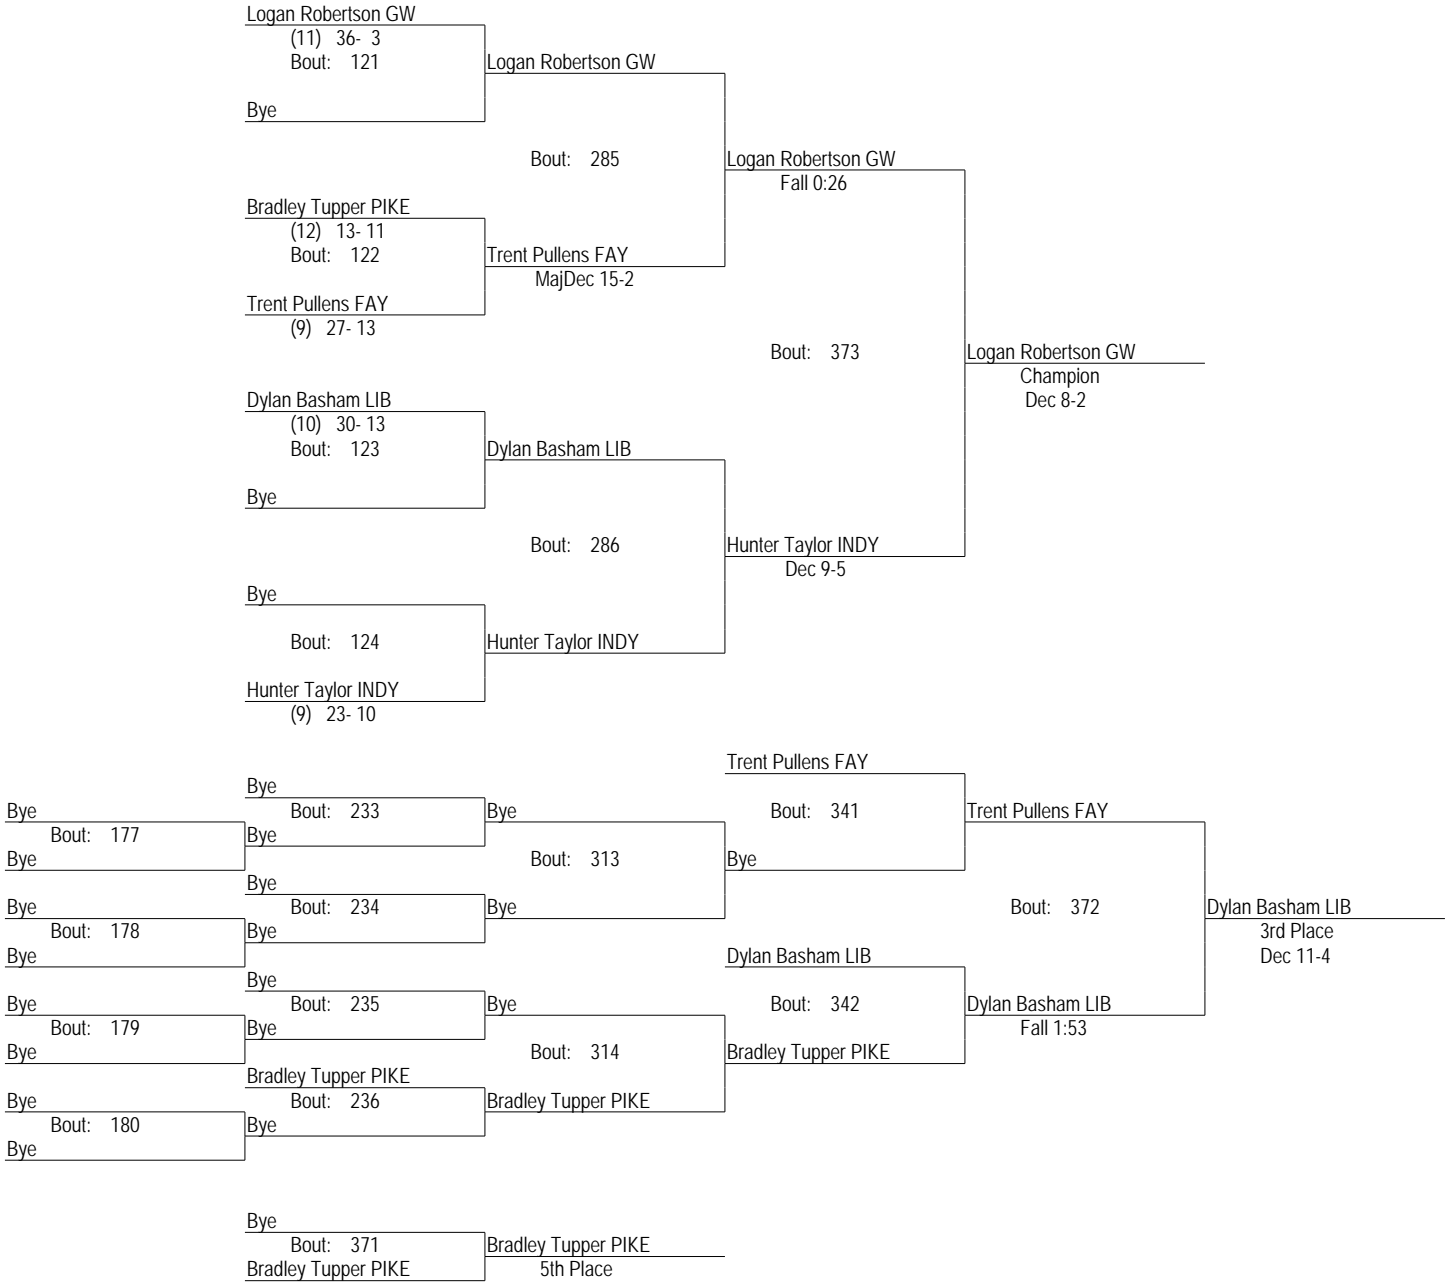 Logan Robertson GW
(11) 36- 3
Bout: 121
Logan Robertson GW
Bye
Bout: 285
Logan Robertson GW
Fall 0:26
Bradley Tupper PIKE
(12) 13- 11
Bout: 122
Trent Pullens FAY
MajDec 15-2
Trent Pullens FAY
(9) 27- 13
Bout: 373
Logan Robertson GW
Champion
Dec 8-2
Dylan Basham LIB
(10) 30- 13
Bout: 123
Dylan Basham LIB
Bye
Bout: 286
Hunter Taylor INDY
Dec 9-5
Bye
Bout: 124
Hunter Taylor INDY
Hunter Taylor INDY
(9) 23- 10
Trent Pullens FAY
Bye
Bye
Bout: 233
Bye
Bout: 341
Trent Pullens FAY
Bout: 177
Bye
Bye
Bout: 313
Bye
Bye
Bye
Bout: 234
Bye
Bout: 372
Dylan Basham LIB
Bout: 178
Bye
3rd Place
Bye
Dylan Basham LIB
Dec 11-4
Bye
Bye
Bout: 235
Bye
Bout: 342
Dylan Basham LIB
Bout: 179
Bye
Fall 1:53
Bye
Bout: 314
Bradley Tupper PIKE
Bradley Tupper PIKE
Bye
Bout: 236
Bradley Tupper PIKE
Bout: 180
Bye
Bye
Bye
Bout: 371
Bradley Tupper PIKE
Bradley Tupper PIKE
5th Place